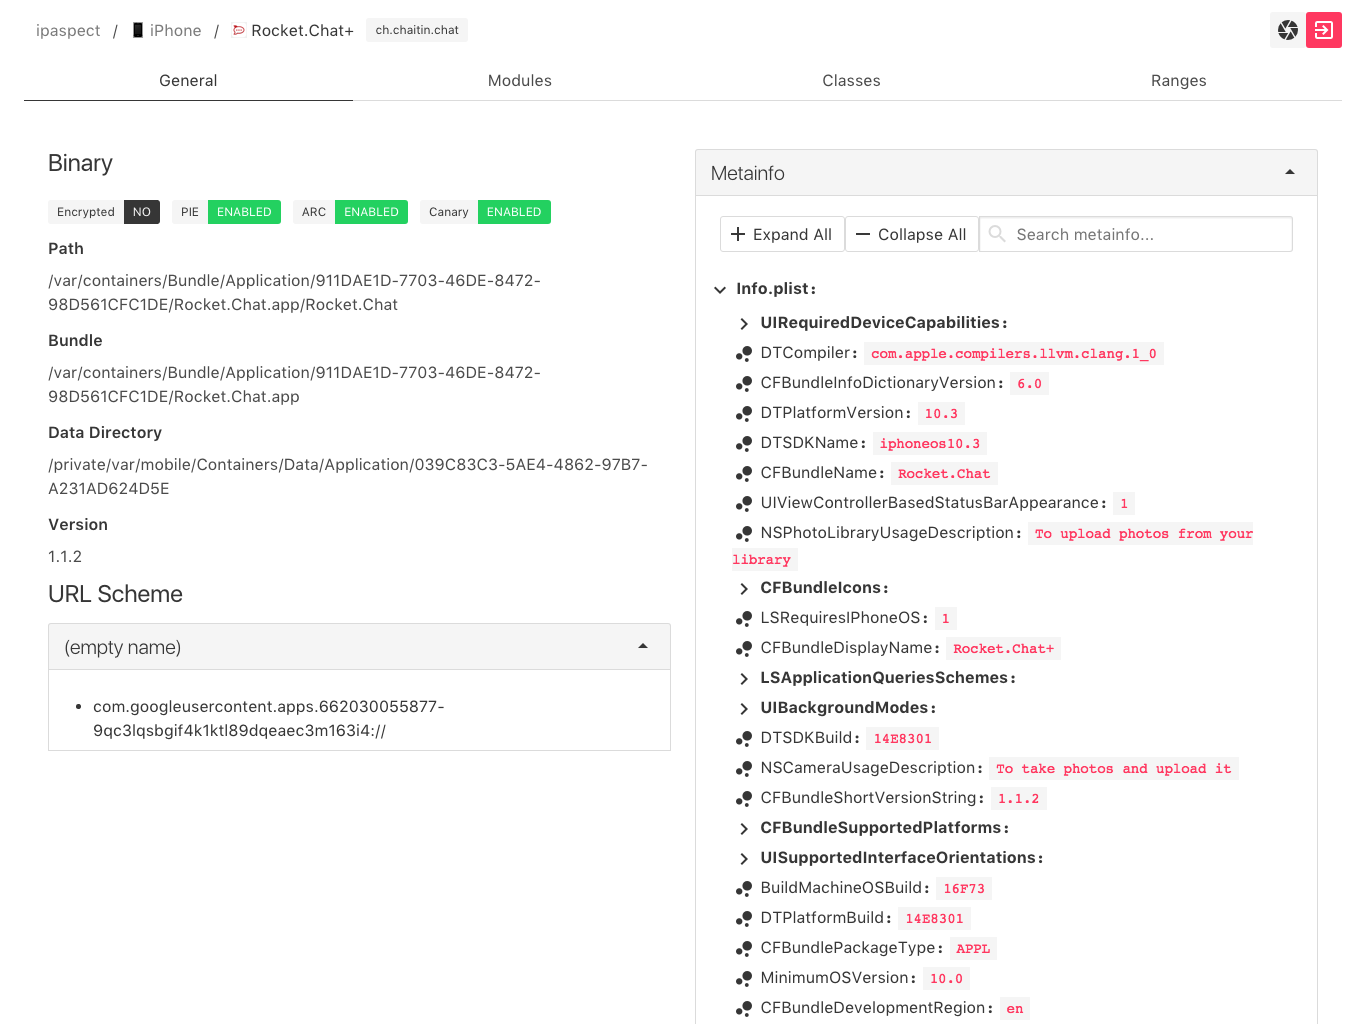 ipaspect / iPhone / Rocket.Chat+ ch.chaitin.chat
General Modules Classes Ranges
Binary
Encrypted NO PIE ENABLED ARC ENABLED Canary ENABLED
Path
/var/containers/Bundle/Application/911DAE1D-7703-46DE-8472-
98D561CFC1DE/Rocket.Chat.app/Rocket.Chat
Bundle
/var/containers/Bundle/Application/911DAE1D-7703-46DE-8472-
98D561CFC1DE/Rocket.Chat.app
Data Directory
/private/var/mobile/Containers/Data/Application/039C83C3-5AE4-4862-97B7-
A231AD624D5E
Version
1.1.2
URL Scheme
(empty name)
• com.googleusercontent.apps.662030055877-
9qc3lqsbgif4k1ktl89dqeaec3m163i4://
Metainfo
Expand All Collapse All Search metainfo...
Info.plist:
UIRequiredDeviceCapabilities:
DTCompiler: com.apple.compilers.llvm.clang.1_0
CFBundleInfoDictionaryVersion: 6.0
DTPlatformVersion: 10.3
DTSDKName: iphoneos10.3
CFBundleName: Rocket.Chat
UIViewControllerBasedStatusBarAppearance: 1
NSPhotoLibraryUsageDescription: To upload photos from your
library
CFBundleIcons:
LSRequiresIPhoneOS: 1
CFBundleDisplayName: Rocket.Chat+
LSApplicationQueriesSchemes:
UIBackgroundModes:
DTSDKBuild: 14E8301
NSCameraUsageDescription: To take photos and upload it
CFBundleShortVersionString: 1.1.2
CFBundleSupportedPlatforms:
UISupportedInterfaceOrientations:
BuildMachineOSBuild: 16F73
DTPlatformBuild: 14E8301
CFBundlePackageType: APPL
MinimumOSVersion: 10.0
CFBundleDevelopmentRegion: en